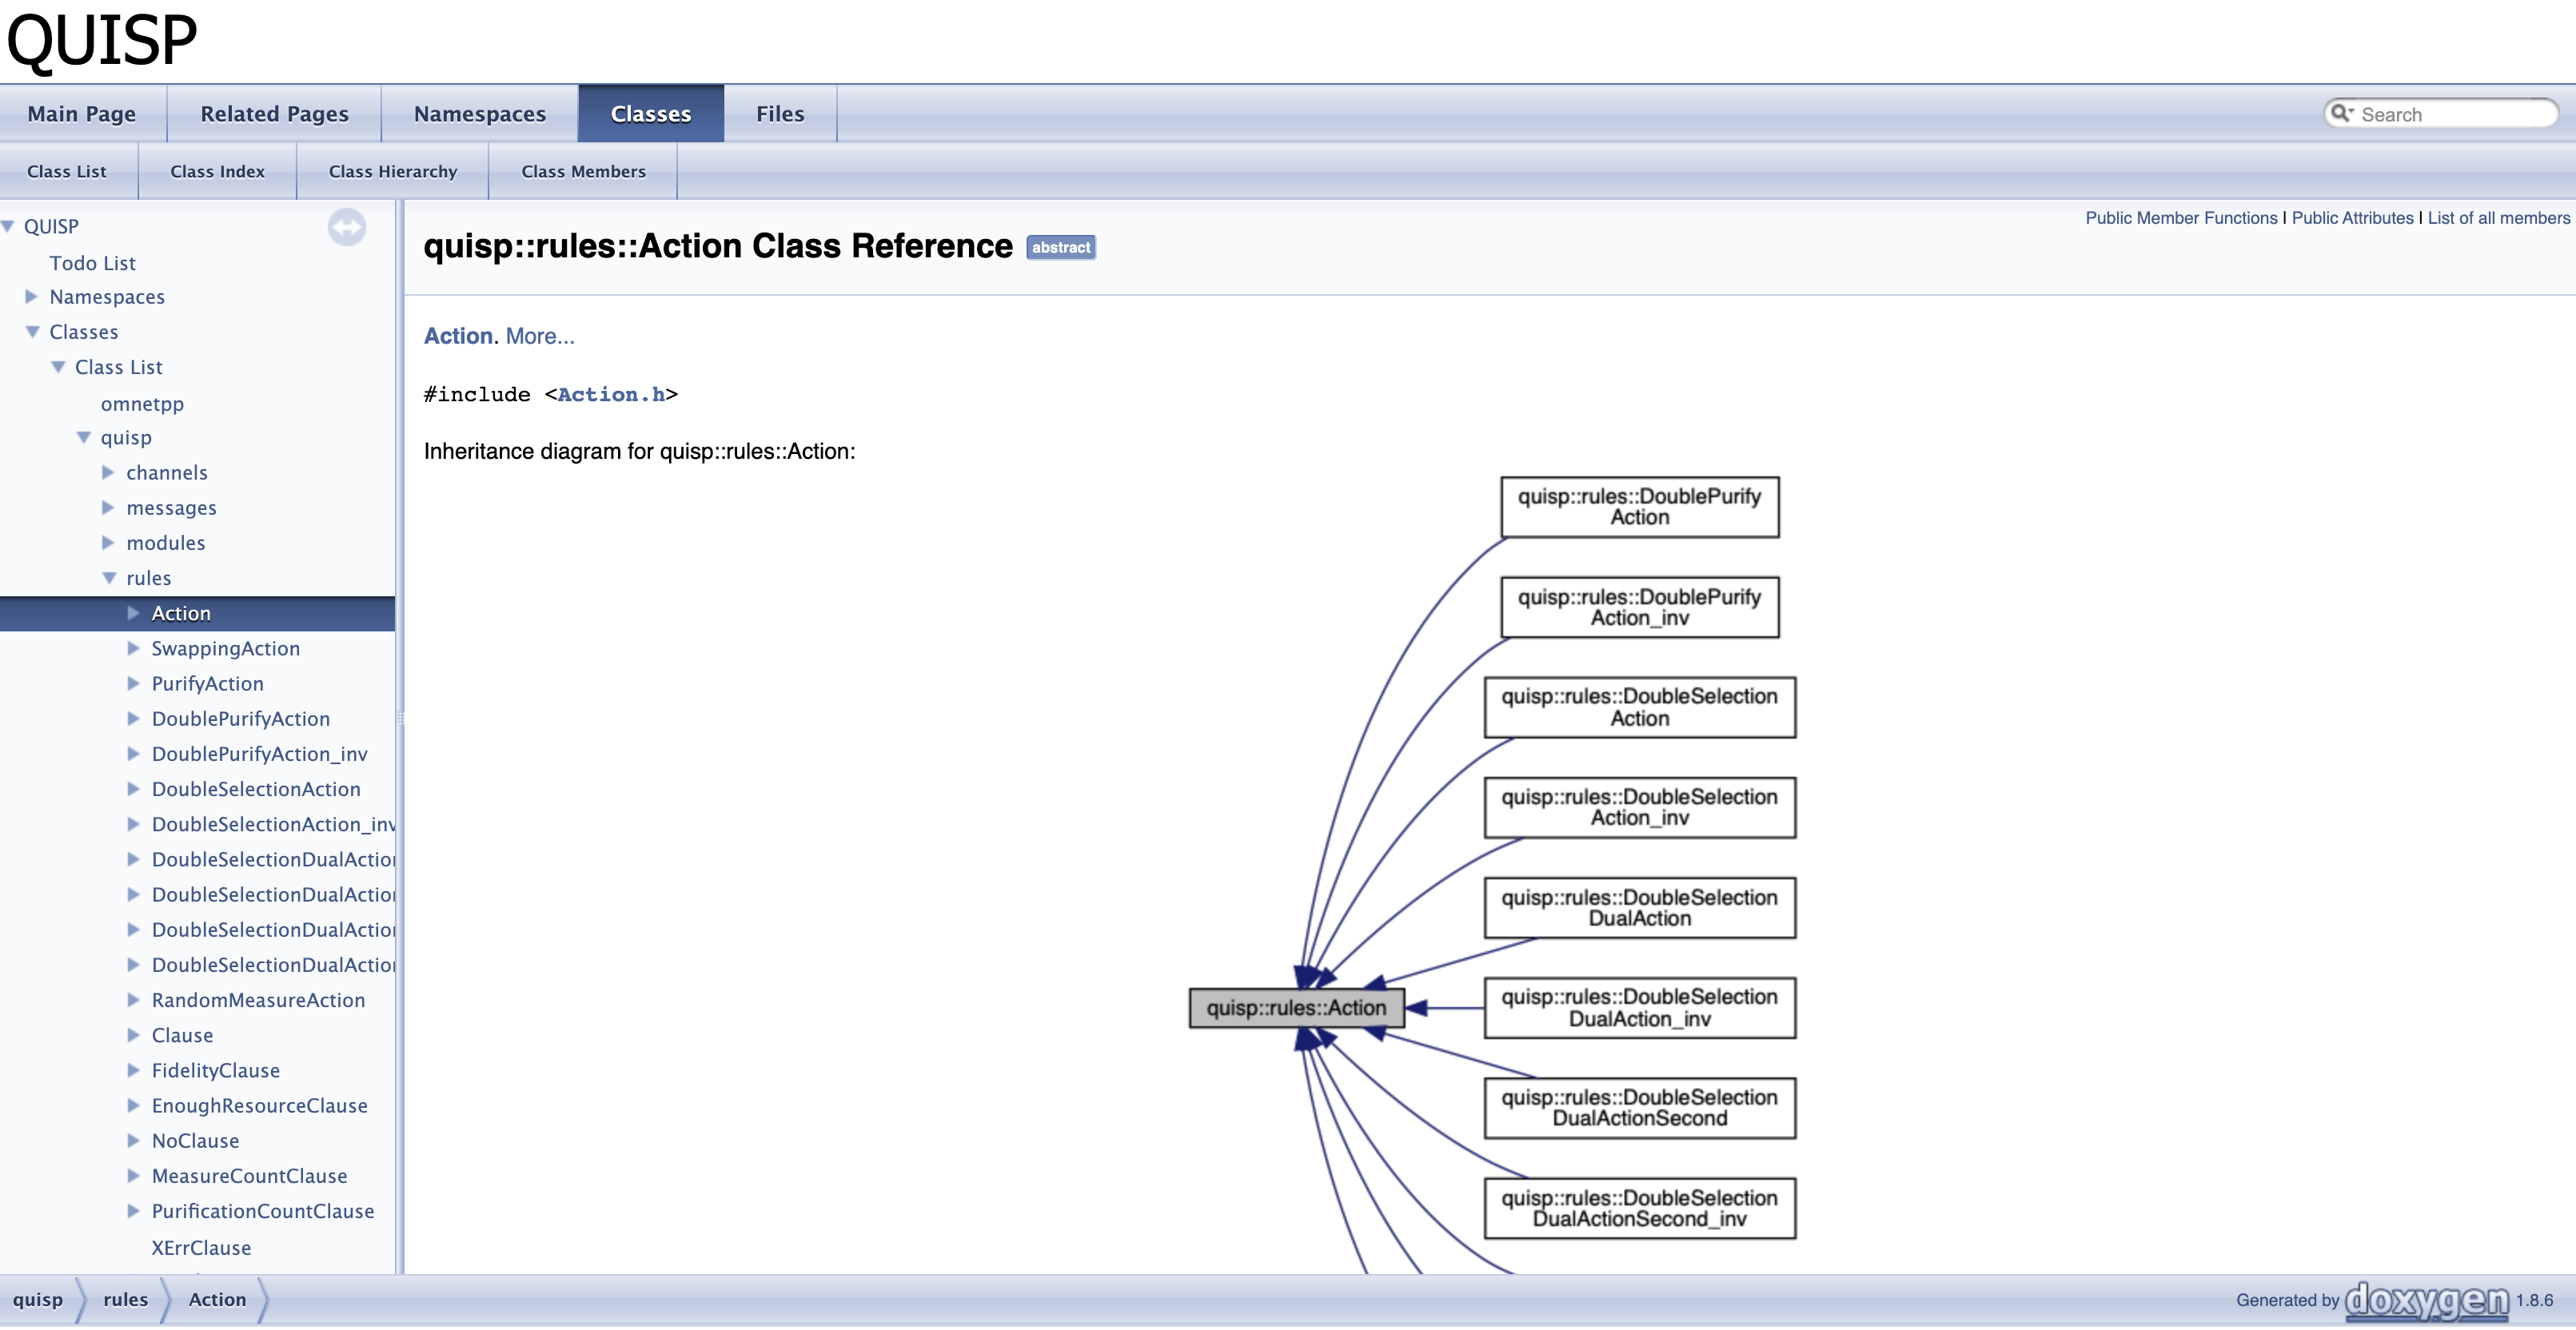 QUISP
Main Page
Related Pages
Namespaces
Classes
Files
Search
Class List
Class Index
Class Hierarchy
Class Members
QUISP
Todo List
Namespaces
Classes
Class List
omnetpp
quisp
channels
messages
modules
rules
Action
SwappingAction
PurifyAction
DoublePurifyAction
DoublePurifyAction_inv
DoubleSelectionAction
DoubleSelectionAction_inv
DoubleSelectionDualActio
DoubleSelectionDualActio
DoubleSelectionDualActio
DoubleSelectionDualActio
RandomMeasureAction
Clause
FidelityClause
EnoughResourceClause
NoClause
MeasureCountClause
PurificationCountClause
XErrClause
Public Member Functions | Public Attributes | List of all members
quisp::rules::Action Class Reference abstract
Action. More...
#include <Action.h>
Inheritance diagram for quisp::rules::Action:
quisp::rules::DoublePurify
Action
quisp::rules::DoublePurify
Action_inv
quisp::rules::DoubleSelection
Action
quisp::rules::DoubleSelection
Action_inv
quisp::rules::DoubleSelection
DualAction
quisp::rules::Action
quisp::rules::DoubleSelection
DualAction_inv
quisp::rules::DoubleSelection
DualActionSecond
quisp::rules::DoubleSelection
DualActionSecond_inv
quisp
rules
Action
Generated by doxygen 1.8.6